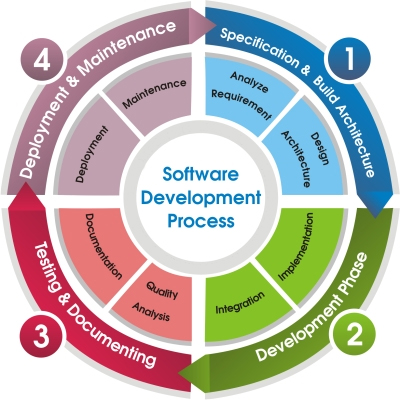 Software
Development
Process
1
Specification & Build Architecture
Analyze
Requirement
Design
Architecture
2
Development Phase
Implementation
Integration
3
Testing & Documenting
Quality
Analysis
Documentation
4
Deployment & Maintenance
Deployment
Maintenance